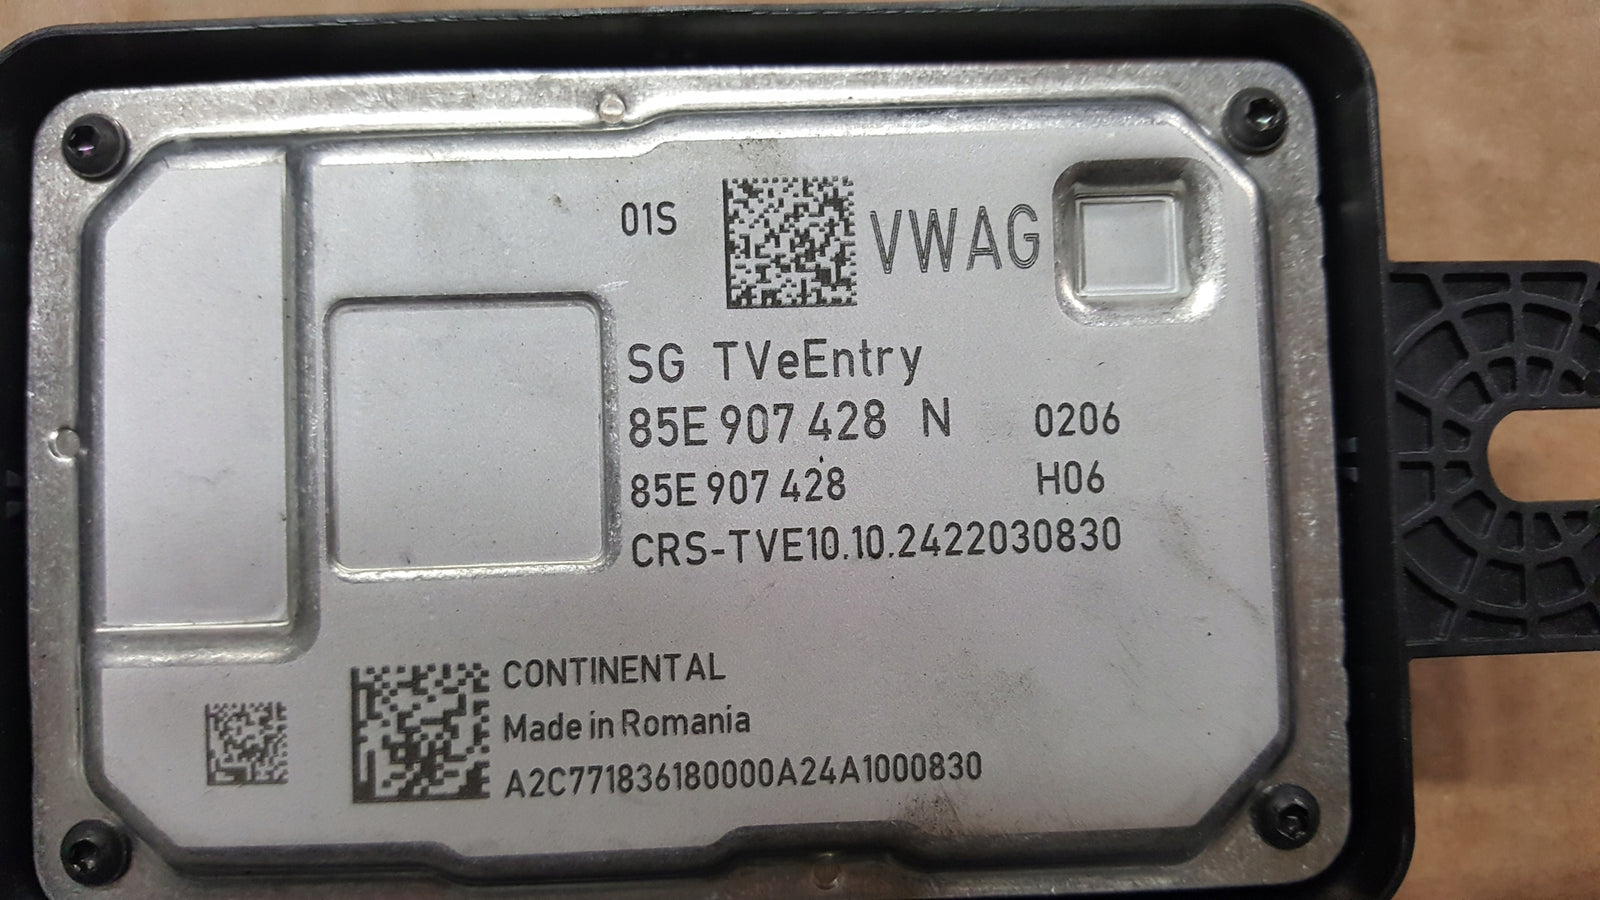 01S VWAG
SG TVeEntry
85E 907 428 N 0206
85E 907 428 H06
CRS-TVE10.10.2422030830
CONTINENTAL
Made in Romania
A2C771836180000A24A1000830